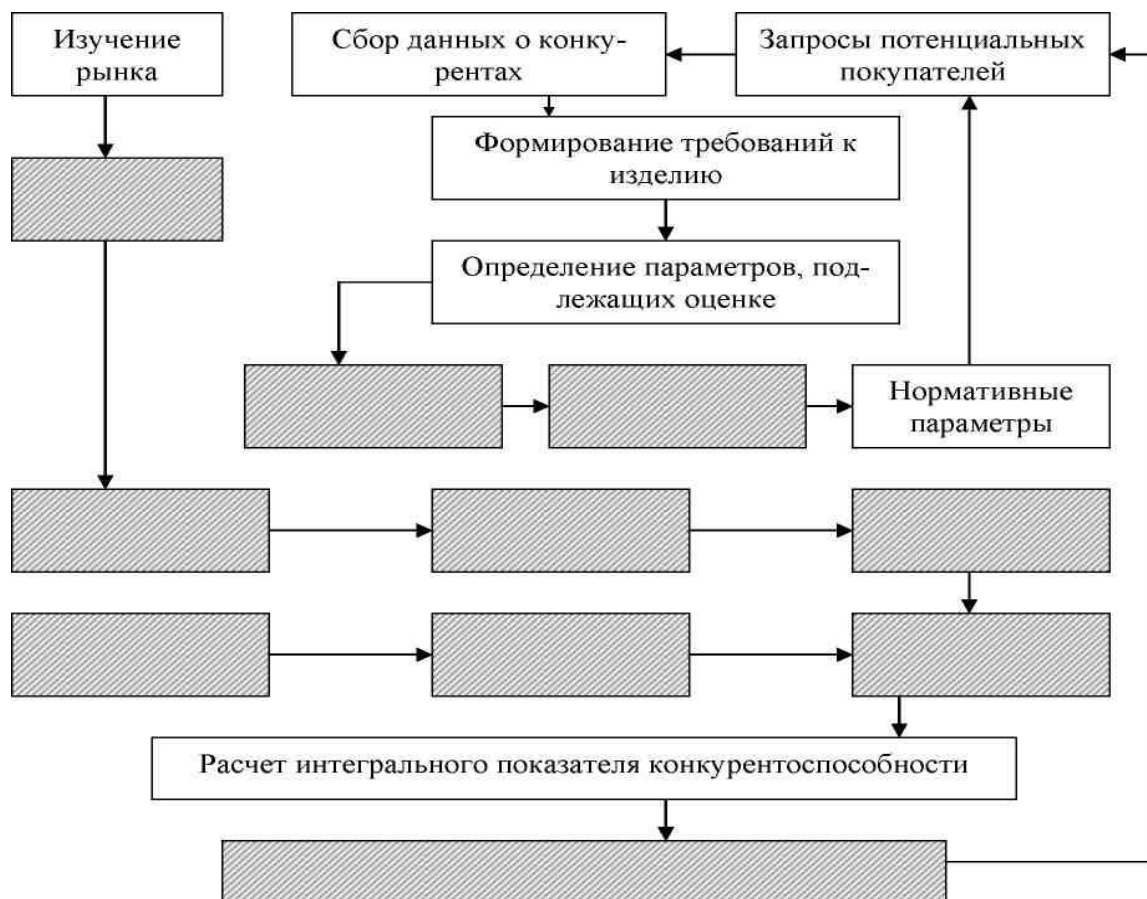 Изучение
рынка
Сбор данных о конку-
рентах
Запросы потенциальных
покупателей
Формирование требований к
изделию
Определение параметров, под-
лежащих оценке
Нормативные
параметры
Расчет интегрального показателя конкурентоспособности